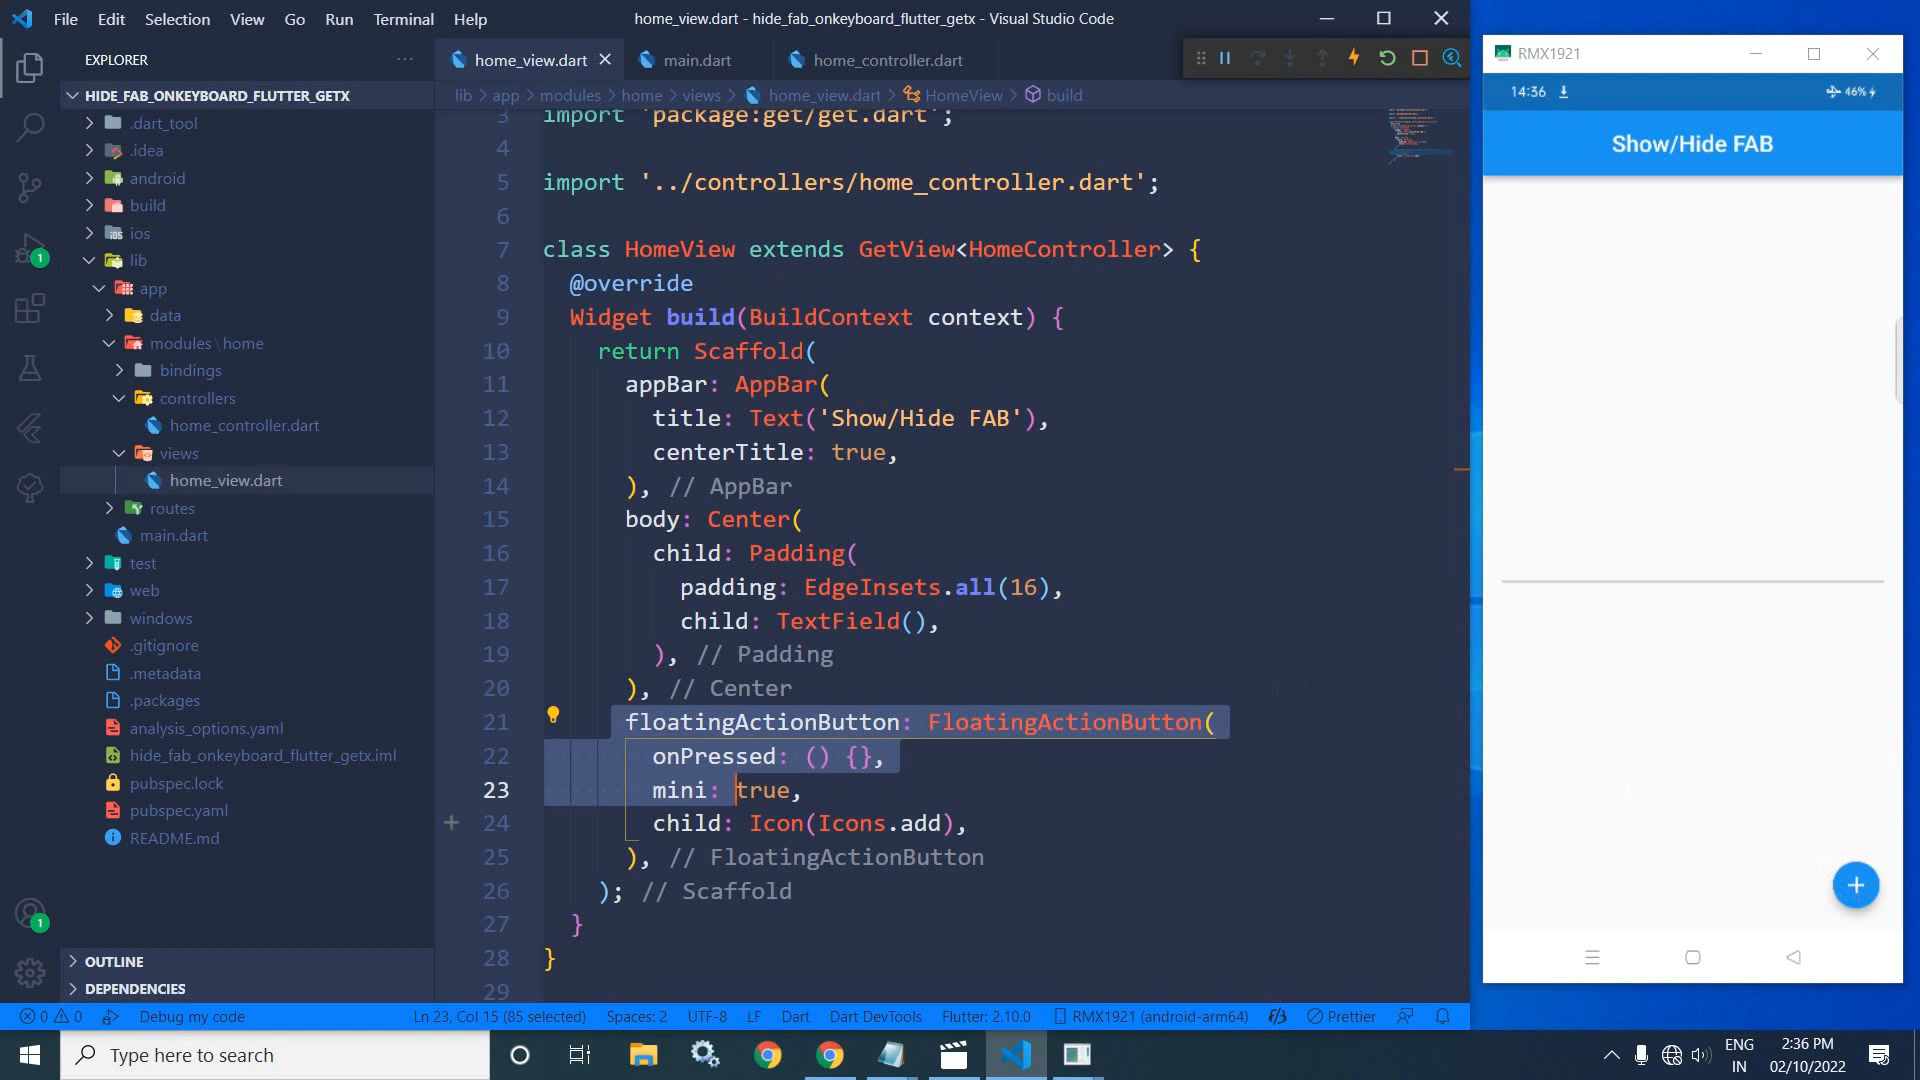 File Edit Selection View Go Run Terminal Help
home_view.dart - hide_fab_onkeyboard_flutter_getx - Visual Studio Code
EXPLORER
HIDE_FAB_ONKEYBOARD_FLUTTER_GETX
.dart_tool
.idea
android
build
ios
lib
app
data
modules \ home
bindings
controllers
home_controller.dart
views
home_view.dart
routes
main.dart
test
web
windows
.gitignore
.metadata
.packages
analysis_options.yaml
hide_fab_onkeyboard_flutter_getx.iml
pubspec.lock
pubspec.yaml
README.md
OUTLINE
DEPENDENCIES
1
1
home_view.dart main.dart home_controller.dart
lib > app > modules > home > views > home_view.dart > HomeView > build
3 import 'package:get/get.dart';
4
5 import '../controllers/home_controller.dart';
6
7 class HomeView extends GetView<HomeController> {
8 @override
9 Widget build(BuildContext context) {
10 return Scaffold(
11 appBar: AppBar(
12 title: Text('Show/Hide FAB'),
13 centerTitle: true,
14 ), // AppBar
15 body: Center(
16 child: Padding(
17 padding: EdgeInsets.all(16),
18 child: TextField(),
19 ), // Padding
20 ), // Center
21 floatingActionButton: FloatingActionButton(
22 onPressed: () {},
23 mini: true,
24 child: Icon(Icons.add),
25 ), // FloatingActionButton
26 ); // Scaffold
27 }
28 }
29
RMX1921
14:36 46%
Show/Hide FAB
0 0 Debug my code Ln 23, Col 15 (85 selected) Spaces: 2 UTF-8 LF Dart Dart DevTools Flutter: 2.10.0 RMX1921 (android-arm64) Prettier
Type here to search
ENG
IN
2:36 PM
02/10/2022